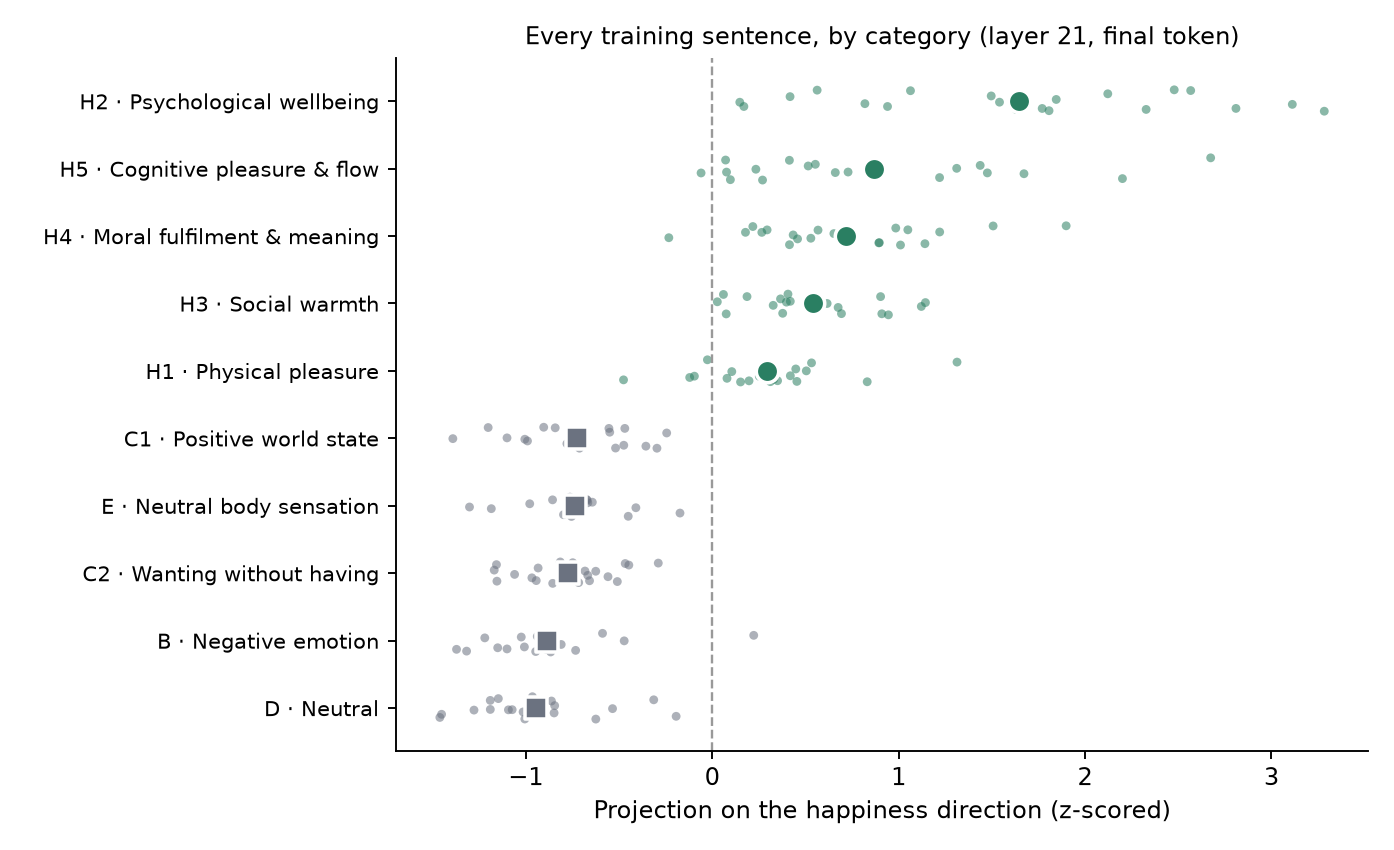 Every training sentence, by category (layer 21, final token)
H2 · Psychological wellbeing
H5 · Cognitive pleasure & flow
H4 · Moral fulfilment & meaning
H3 · Social warmth
H1 · Physical pleasure
C1 · Positive world state
E · Neutral body sensation
C2 · Wanting without having
B · Negative emotion
D · Neutral
−1 0 1 2 3
Projection on the happiness direction (z-scored)